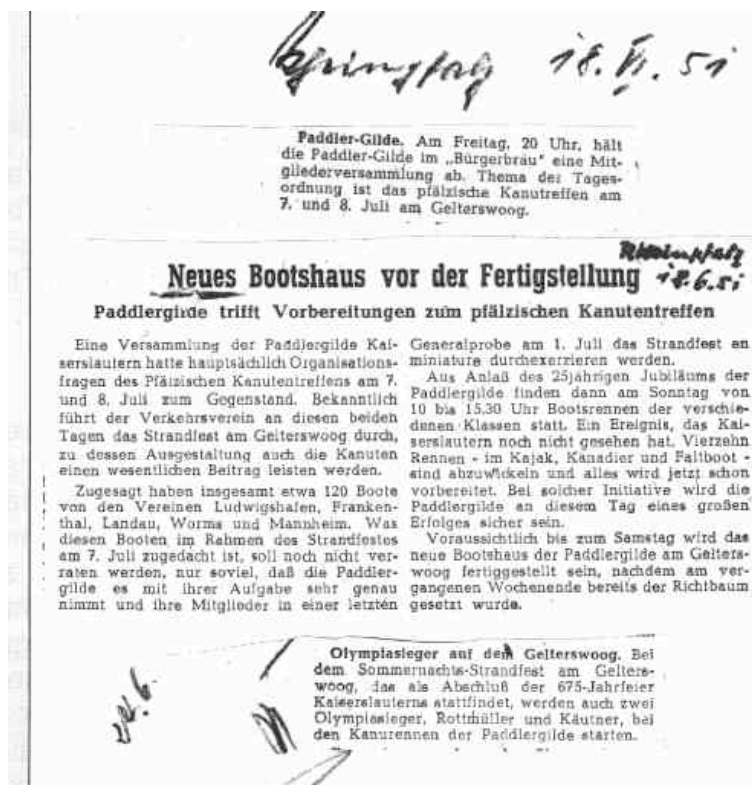 18. VI. 51
Paddler-Gilde. Am Freitag, 20 Uhr, hält
die Paddler-Gilde im „Bürgerbräu" eine Mit-
gliederversammlung ab. Thema der Tages-
ordnung ist das pfälzische Kanutreffen am
7. und 8. Juli am Gelterswoog.
Rheinpfalz
18.6.51
Neues Bootshaus vor der Fertigstellung
Paddlergilde trifft Vorbereitungen zum pfälzischen Kanutentreffen
Eine Versammlung der Paddlergilde Kai-
serslautern hatte hauptsächlich Organisations-
fragen des Pfälzischen Kanutentreffens am 7.
und 8. Juli zum Gegenstand. Bekanntlich
führt der Verkehrsverein an diesen beiden
Tagen das Strandfest am Gelterswoog durch,
zu dessen Ausgestaltung auch die Kanuten
einen wesentlichen Beitrag leisten werden.
Zugesagt haben insgesamt etwa 120 Boote
von den Vereinen Ludwigshafen, Franken-
thal, Landau, Worms und Mannheim. Was
diesen Booten im Rahmen des Strandfestes
am 7. Juli zugedacht ist, soll noch nicht ver-
raten werden, nur soviel, daß die Paddler-
gilde es mit ihrer Aufgabe sehr genau
nimmt und ihre Mitglieder in einer letzten
Generalprobe am 1. Juli das Strandfest en
miniature durchexerzieren werden.
Aus Anlaß des 25jährigen Jubiläums der
Paddlergilde finden dann am Sonntag von
10 bis 15.30 Uhr Bootsrennen der verschie-
denen Klassen statt. Ein Ereignis, das Kai-
serslautern noch nicht gesehen hat. Vierzehn
Rennen - im Kajak, Kanadier und Faltboot -
sind abzuwickeln und alles wird jetzt schon
vorbereitet. Bei solcher Initiative wird die
Paddlergilde an diesem Tag eines großen
Erfolges sicher sein.
Voraussichtlich bis zum Samstag wird das
neue Bootshaus der Paddlergilde am Gelters-
woog fertiggestellt sein, nachdem am ver-
gangenen Wochenende bereits der Richtbaum
gesetzt wurde.
Olympiasieger auf dem Gelterswoog. Bei
dem Sommernachts-Strandfest am Gelters-
woog, das als Abschluß der 675-Jahrfeier
Kaiserslauterns stattfindet, werden auch zwei
Olympiasieger, Rottmüller und Käutner, bei
den Kanurennen der Paddlergilde starten.